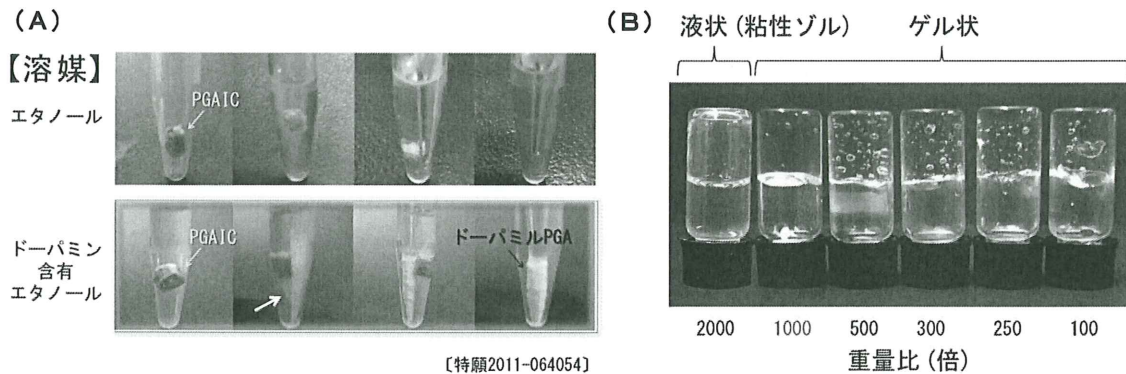 (A)
【溶媒】
エタノール
PGAIC
ドーパミン
含有
エタノール
PGAIC
ドーパミルPGA
〔特願2011-064054〕
(B)
液状(粘性ゾル)
ゲル状
2000 1000 500 300 250 100
重量比(倍)